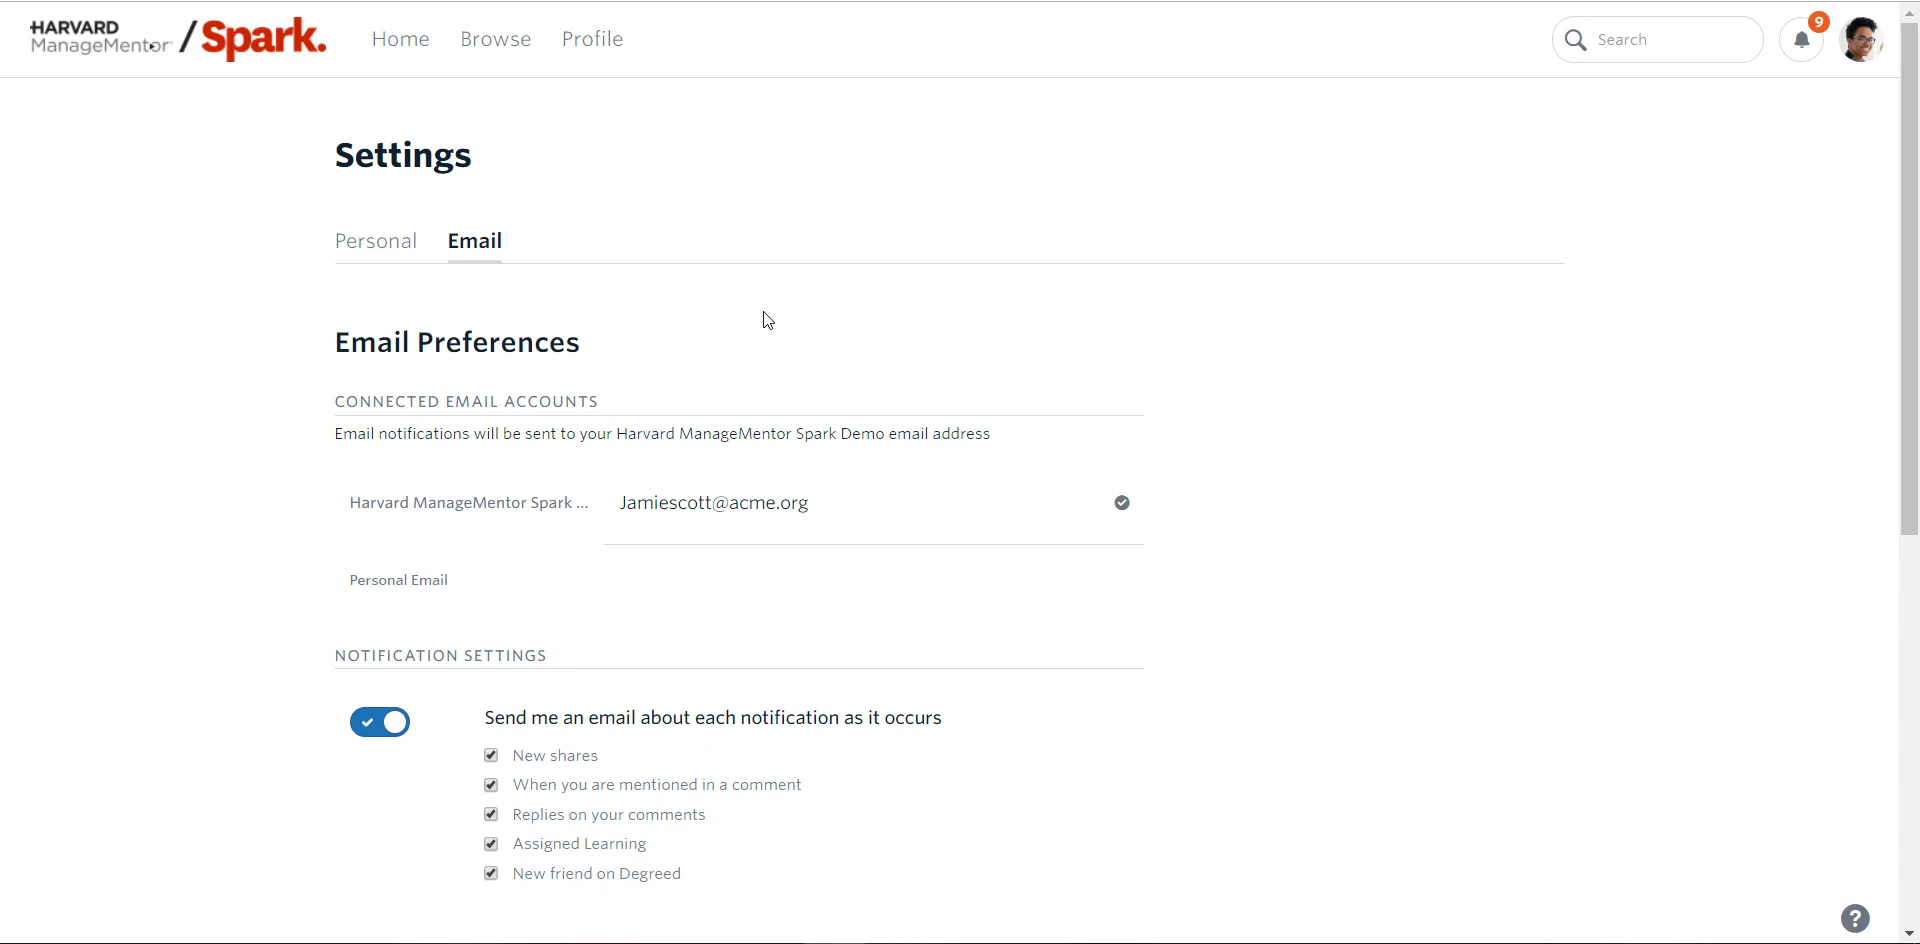 HARVARD
ManageMentor / Spark.
Home Browse Profile
Search
9
Settings
Personal Email
Email Preferences
CONNECTED EMAIL ACCOUNTS
Email notifications will be sent to your Harvard ManageMentor Spark Demo email address
Harvard ManageMentor Spark ... Jamiescott@acme.org
Personal Email
NOTIFICATION SETTINGS
Send me an email about each notification as it occurs
New shares
When you are mentioned in a comment
Replies on your comments
Assigned Learning
New friend on Degreed
?